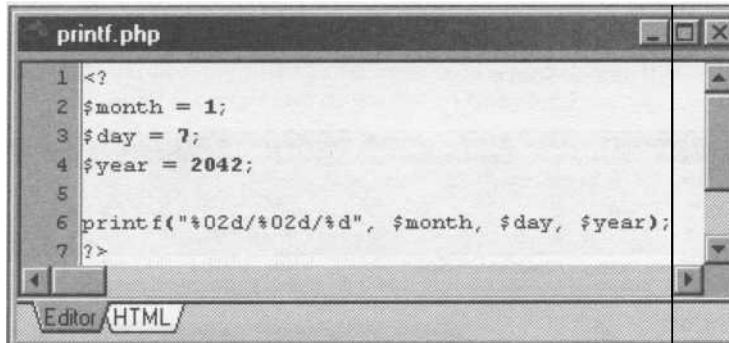 printf.php
1 <?
2 $month = 1;
3 $day = 7;
4 $year = 2042;
5
6 printf("%02d/%02d/%d", $month, $day, $year);
7 ?>
Editor HTML